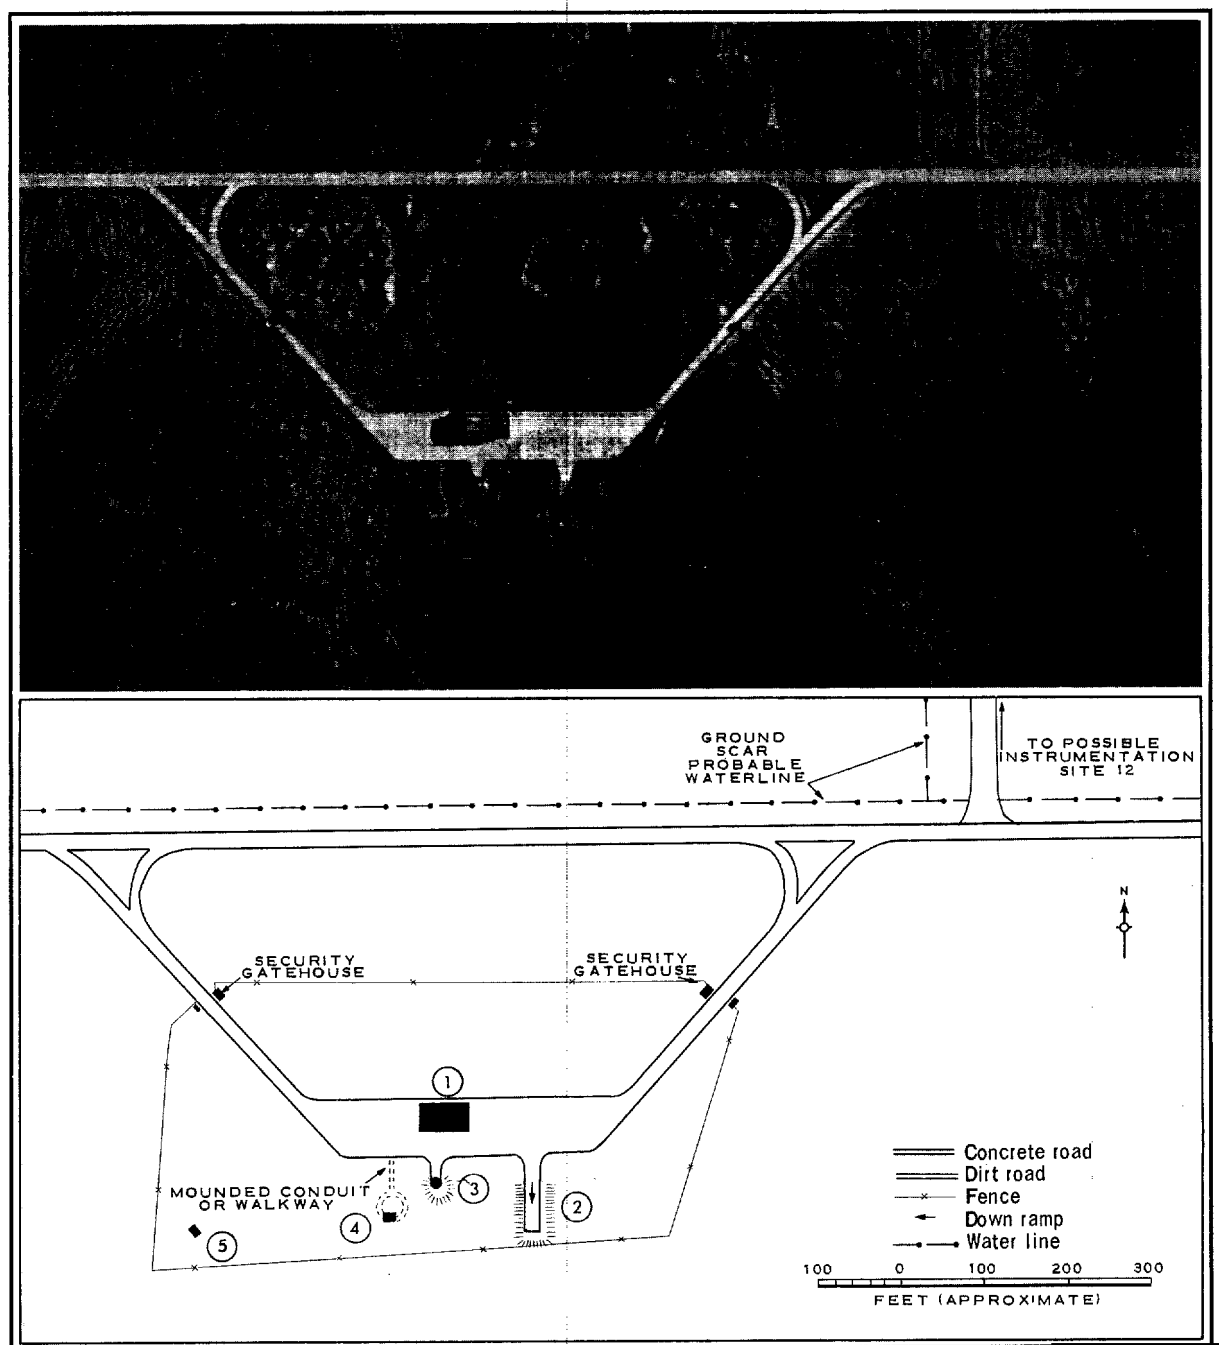 GROUND
SCAR
PROBABLE
WATERLINE
TO POSSIBLE
INSTRUMENTATION
SITE 12
N
SECURITY
GATEHOUSE
SECURITY
GATEHOUSE
1
MOUNDED CONDUIT
OR WALKWAY
3
2
4
5
Concrete road
Dirt road
Fence
Down ramp
Water line
100 0 100 200 300
FEET (APPROXIMATE)